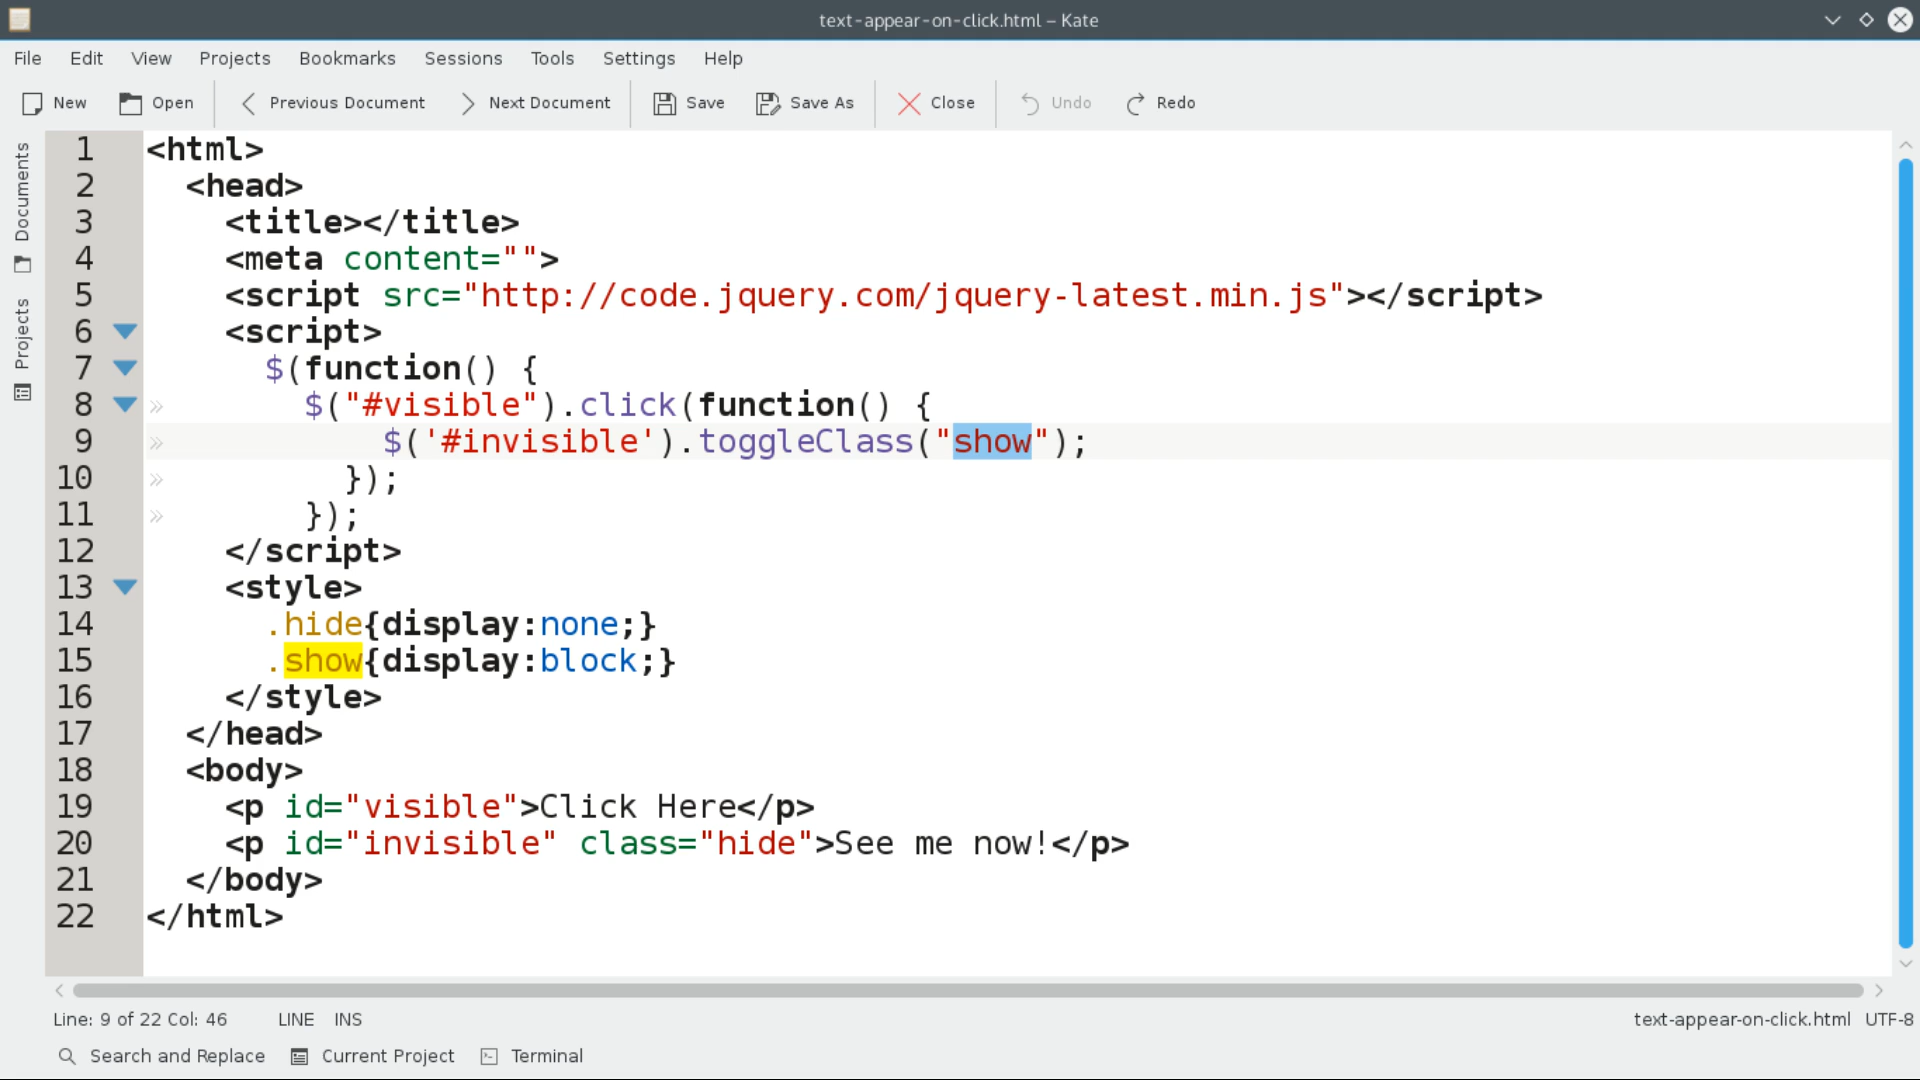 text-appear-on-click.html – Kate
File Edit View Projects Bookmarks Sessions Tools Settings Help
New Open Previous Document Next Document Save Save As Close Undo Redo
Documents
Projects
1 <html>
2   <head>
3     <title></title>
4     <meta content="">
5     <script src="http://code.jquery.com/jquery-latest.min.js"></script>
6     <script>
7       $(function() {
8 »       $("#visible").click(function() {
9 »           $('#invisible').toggleClass("show");
10 »         });
11 »       });
12     </script>
13     <style>
14       .hide{display:none;}
15       .show{display:block;}
16     </style>
17   </head>
18   <body>
19     <p id="visible">Click Here</p>
20     <p id="invisible" class="hide">See me now!</p>
21   </body>
22 </html>
Line: 9 of 22 Col: 46 LINE INS text-appear-on-click.html UTF-8
Search and Replace Current Project Terminal